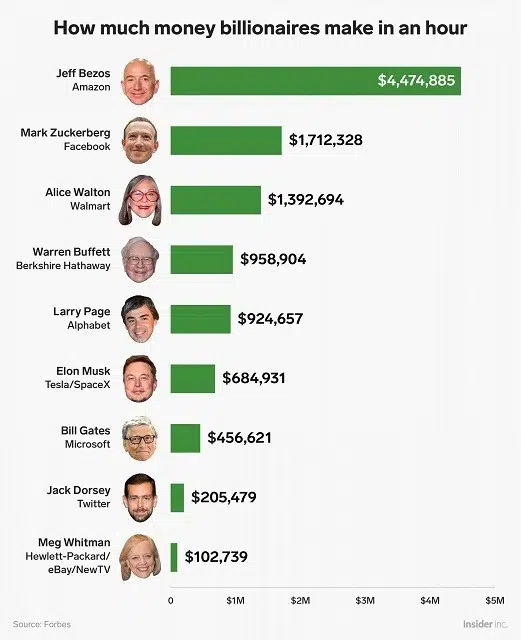 How much money billionaires make in an hour
Jeff Bezos
Amazon
$4,474,885
Mark Zuckerberg
Facebook
$1,712,328
Alice Walton
Walmart
$1,392,694
Warren Buffett
Berkshire Hathaway
$958,904
Larry Page
Alphabet
$924,657
Elon Musk
Tesla/SpaceX
$684,931
Bill Gates
Microsoft
$456,621
Jack Dorsey
Twitter
$205,479
Meg Whitman
Hewlett-Packard/
eBay/NewTV
$102,739
0 $1M $2M $3M $4M $5M
Source: Forbes
Insider Inc.